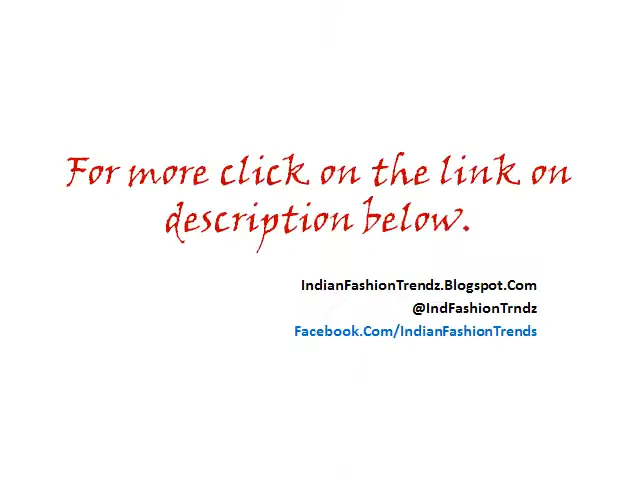 For more click on the link on
description below.
IndianFashionTrendz.Blogspot.Com
@IndFashionTrndz
Facebook.Com/IndianFashionTrends